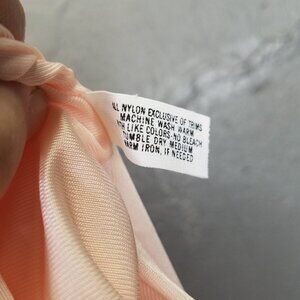 ALL NYLON EXCLUSIVE OF TRIMS
MACHINE WASH WARM
WITH LIKE COLORS-NO BLEACH
TUMBLE DRY MEDIUM
WARM IRON, IF NEEDED